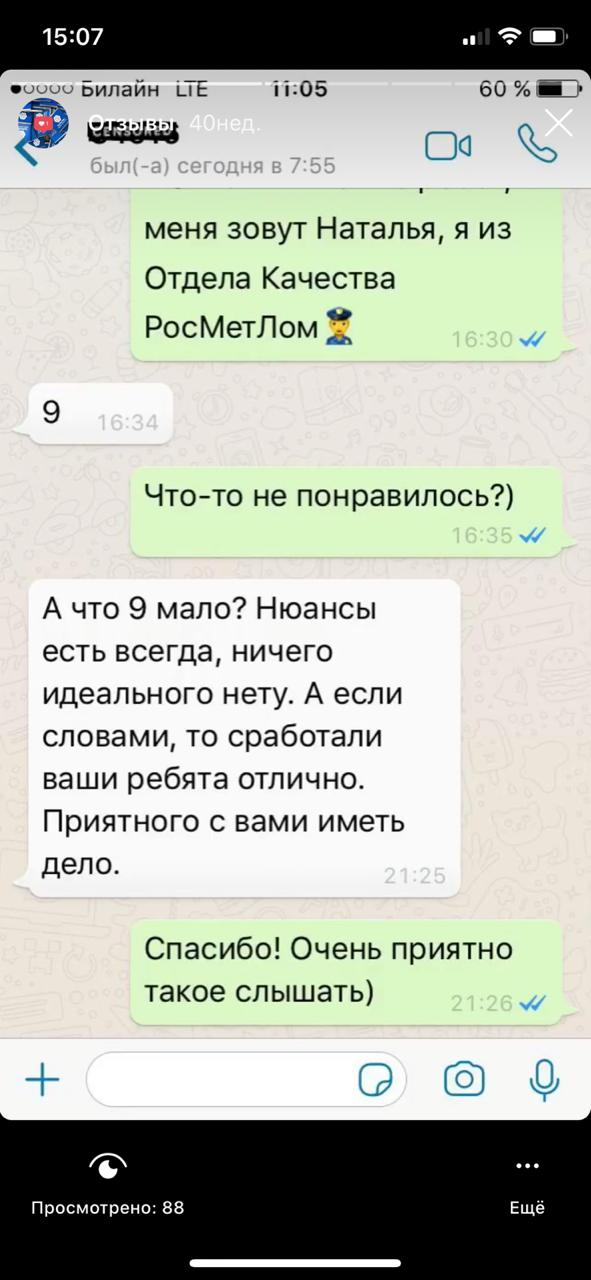 15:07
Билайн LTE 11:05 60 %
Отзывы 40нед.
CENSORED
был(-а) сегодня в 7:55
меня зовут Наталья, я из
Отдела Качества
РосМетЛом
16:30
9 16:34
Что-то не понравилось?)
16:35
А что 9 мало? Нюансы
есть всегда, ничего
идеального нету. А если
словами, то сработали
ваши ребята отлично.
Приятного с вами иметь
дело.
21:25
Спасибо! Очень приятно
такое слышать)
21:26
Просмотрено: 88
Ещё